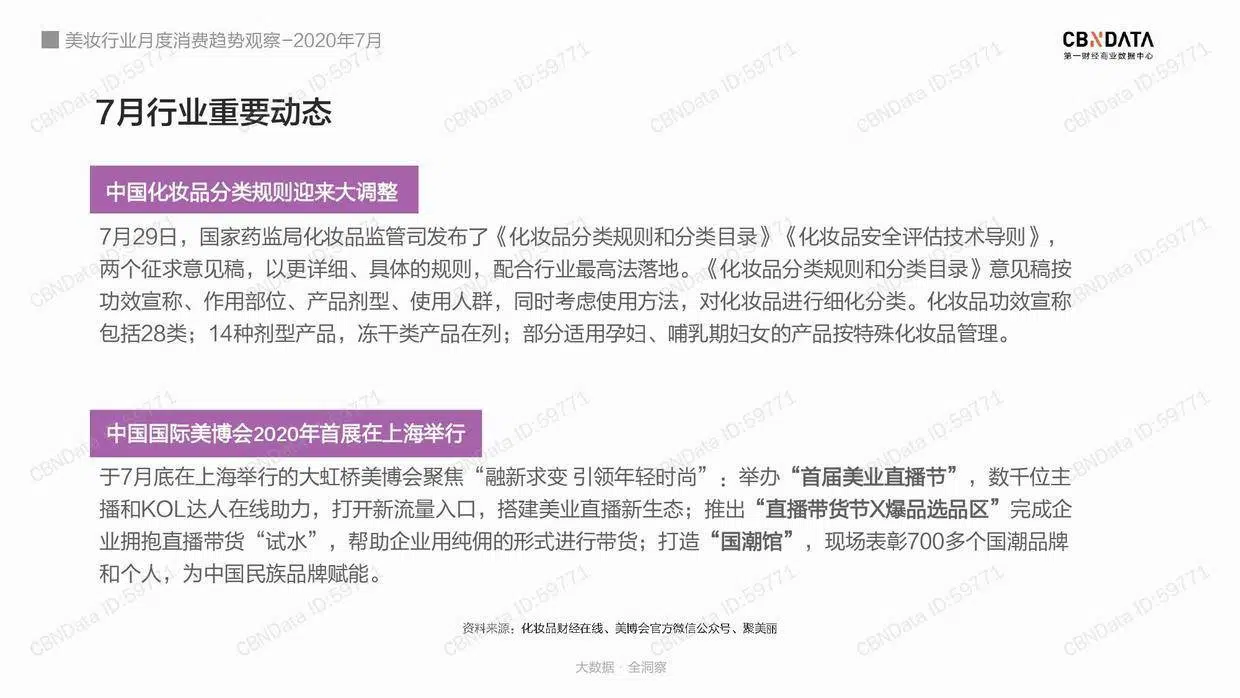 美妆行业月度消费趋势观察-2020年7月
CBNDATA
第一财经商业数据中心
7月行业重要动态
中国化妆品分类规则迎来大调整
7月29日，国家药监局化妆品监管司发布了《化妆品分类规则和分类目录》《化妆品安全评估技术导则》，
两个征求意见稿，以更详细、具体的规则，配合行业最高法落地。《化妆品分类规则和分类目录》意见稿按
功效宣称、作用部位、产品剂型、使用人群，同时考虑使用方法，对化妆品进行细化分类。化妆品功效宣称
包括28类；14种剂型产品，冻干类产品在列；部分适用孕妇、哺乳期妇女的产品按特殊化妆品管理。
中国国际美博会2020年首展在上海举行
于7月底在上海举行的大虹桥美博会聚焦“融新求变 引领年轻时尚”：举办“首届美业直播节”，数千位主
播和KOL达人在线助力，打开新流量入口，搭建美业直播新生态；推出“直播带货节X爆品选品区”完成企
业拥抱直播带货“试水”，帮助企业用纯佣的形式进行带货；打造“国潮馆”，现场表彰700多个国潮品牌
和个人，为中国民族品牌赋能。
资料来源：化妆品财经在线、美博会官方微信公众号、聚美丽
大数据 · 全洞察
CBNData ID:59771